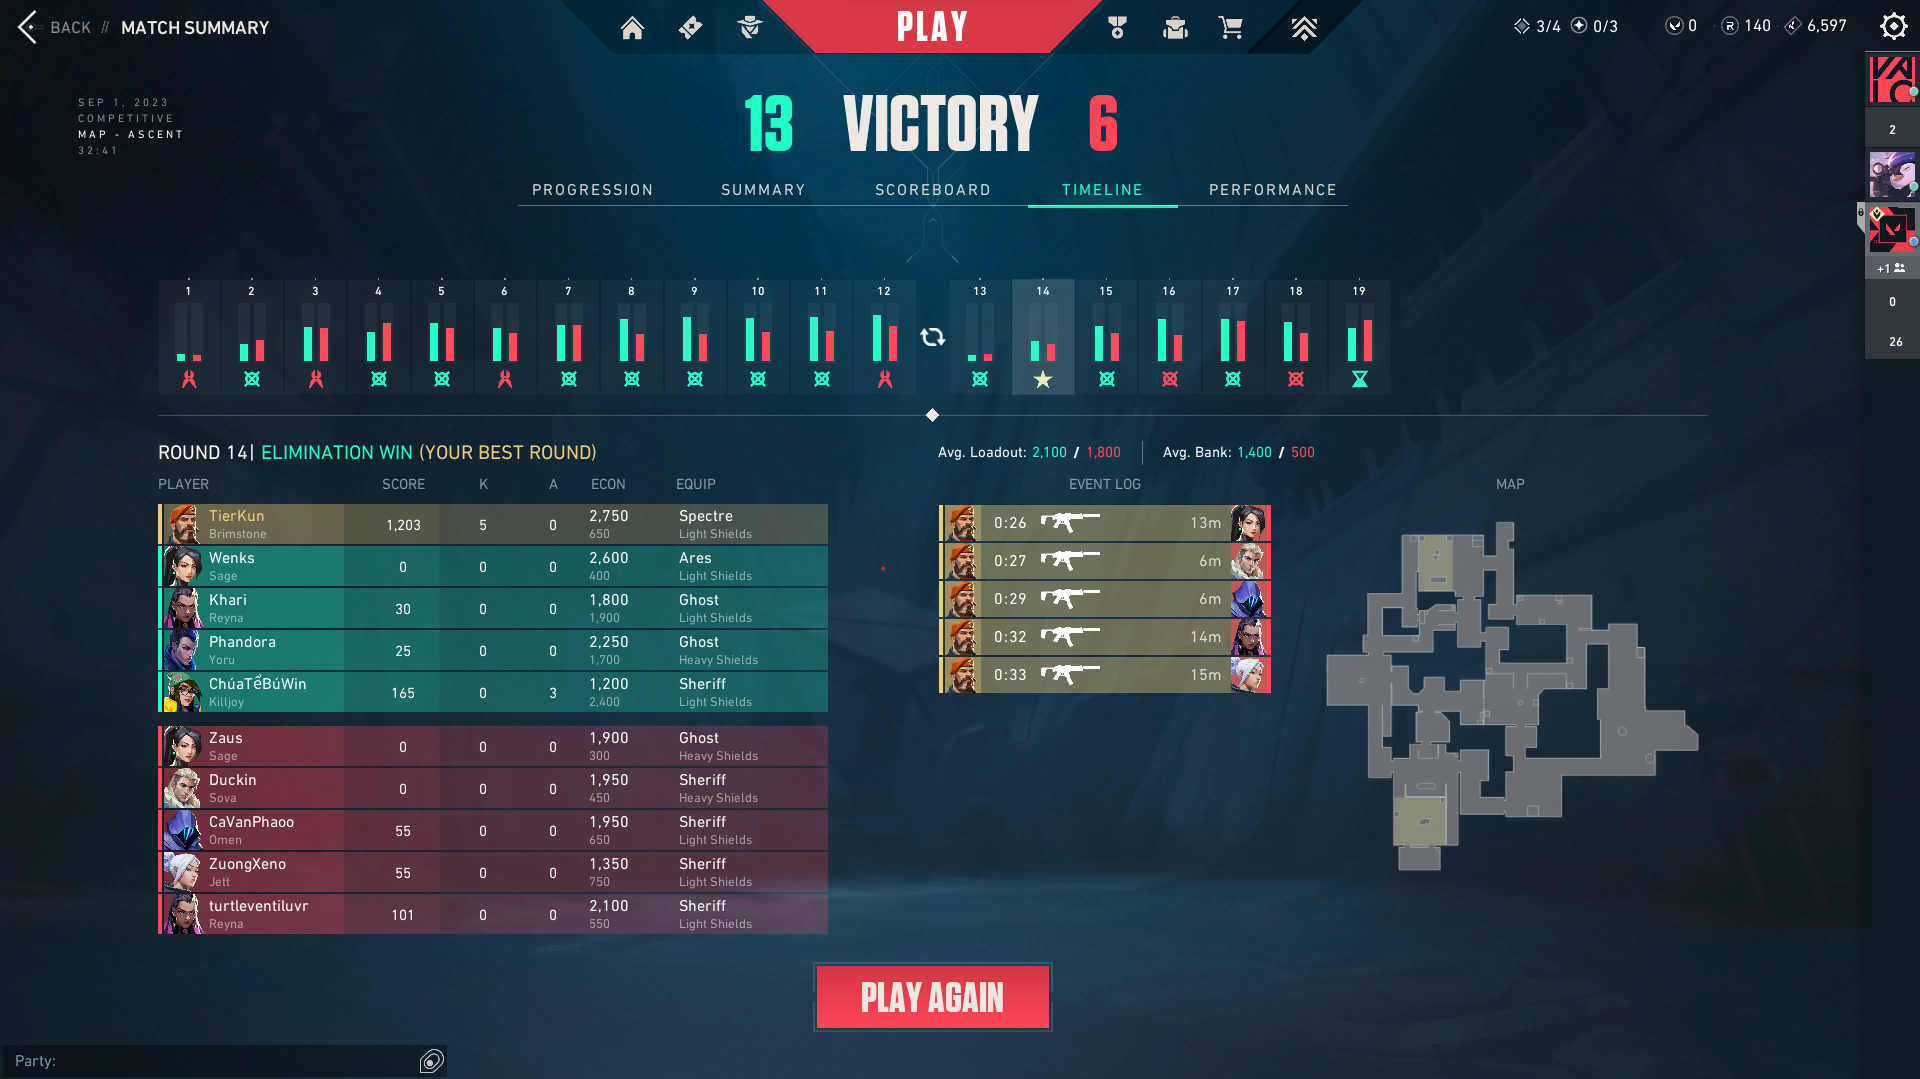 BACK // MATCH SUMMARY
PLAY
3/4 0/3 0 140 6,597
SEP 1, 2023
COMPETITIVE
MAP - ASCENT
32:41
13 VICTORY 6
PROGRESSION SUMMARY SCOREBOARD TIMELINE PERFORMANCE
2
+1
0
26
1 2 3 4 5 6 7 8 9 10 11 12 13 14 15 16 17 18 19
ROUND 14| ELIMINATION WIN (YOUR BEST ROUND)
Avg. Loadout: 2,100 / 1,800 Avg. Bank: 1,400 / 500
PLAYER SCORE K A ECON EQUIP
TierKun 1,203 5 0 2,750 Spectre
Brimstone 650 Light Shields
Wenks 0 0 0 2,600 Ares
Sage 400 Light Shields
Khari 30 0 0 1,800 Ghost
Reyna 1,900 Light Shields
Phandora 25 0 0 2,250 Ghost
Yoru 1,700 Heavy Shields
ChúaTểBúWin 165 0 3 1,200 Sheriff
Killjoy 2,400 Light Shields
Zaus 0 0 0 1,900 Ghost
Sage 300 Heavy Shields
Duckin 0 0 0 1,950 Sheriff
Sova 450 Heavy Shields
CaVanPhaoo 55 0 0 1,950 Sheriff
Omen 650 Light Shields
ZuongXeno 55 0 0 1,350 Sheriff
Jett 750 Light Shields
turtleventiluvr 101 0 0 2,100 Sheriff
Reyna 550 Light Shields
EVENT LOG
0:26 13m
0:27 6m
0:29 6m
0:32 14m
0:33 15m
MAP
PLAY AGAIN
Party: